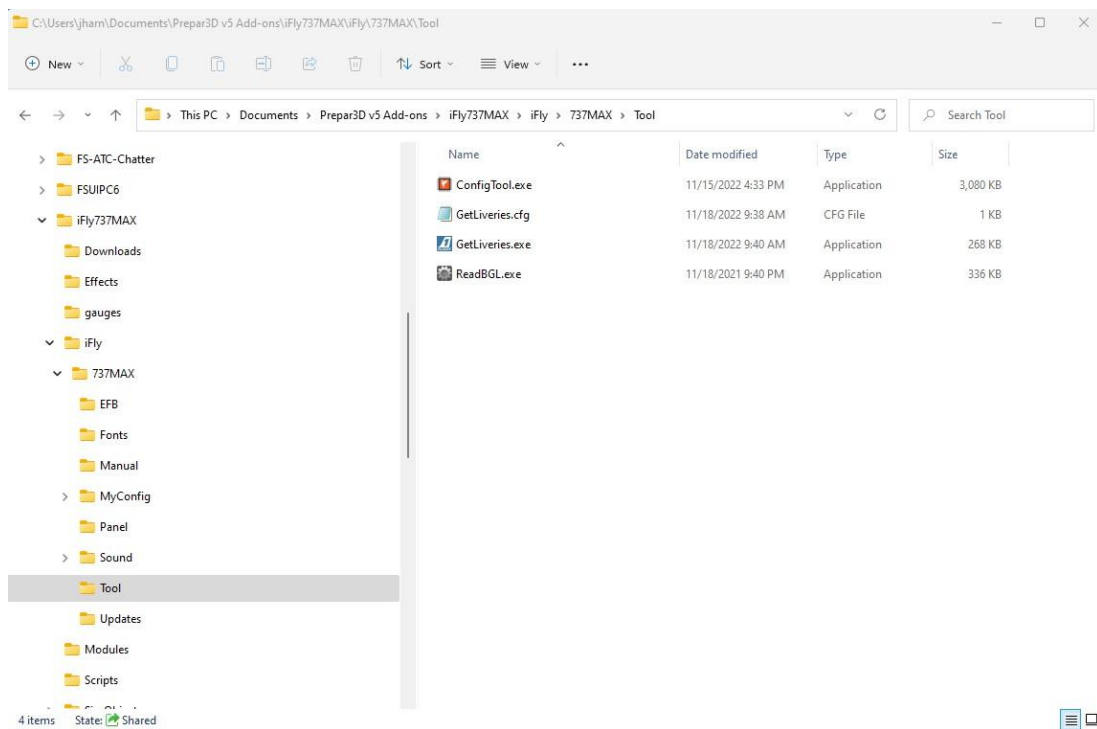 C:\Users\jharn\Documents\Prepar3D v5 Add-ons\iFly737MAX\iFly\737MAX\Tool
New Sort View
This PC > Documents > Prepar3D v5 Add-ons > iFly737MAX > iFly > 737MAX > Tool Search Tool
Name Date modified Type Size
FS-ATC-Chatter
FSUIPC6
iFly737MAX
Downloads
Effects
gauges
iFly
737MAX
EFB
Fonts
Manual
MyConfig
Panel
Sound
Tool
Updates
Modules
Scripts
ConfigTool.exe 11/15/2022 4:33 PM Application 3,080 KB
GetLiveries.cfg 11/18/2022 9:38 AM CFG File 1 KB
GetLiveries.exe 11/18/2022 9:40 AM Application 268 KB
ReadBGL.exe 11/18/2021 9:40 PM Application 336 KB
4 items State: Shared